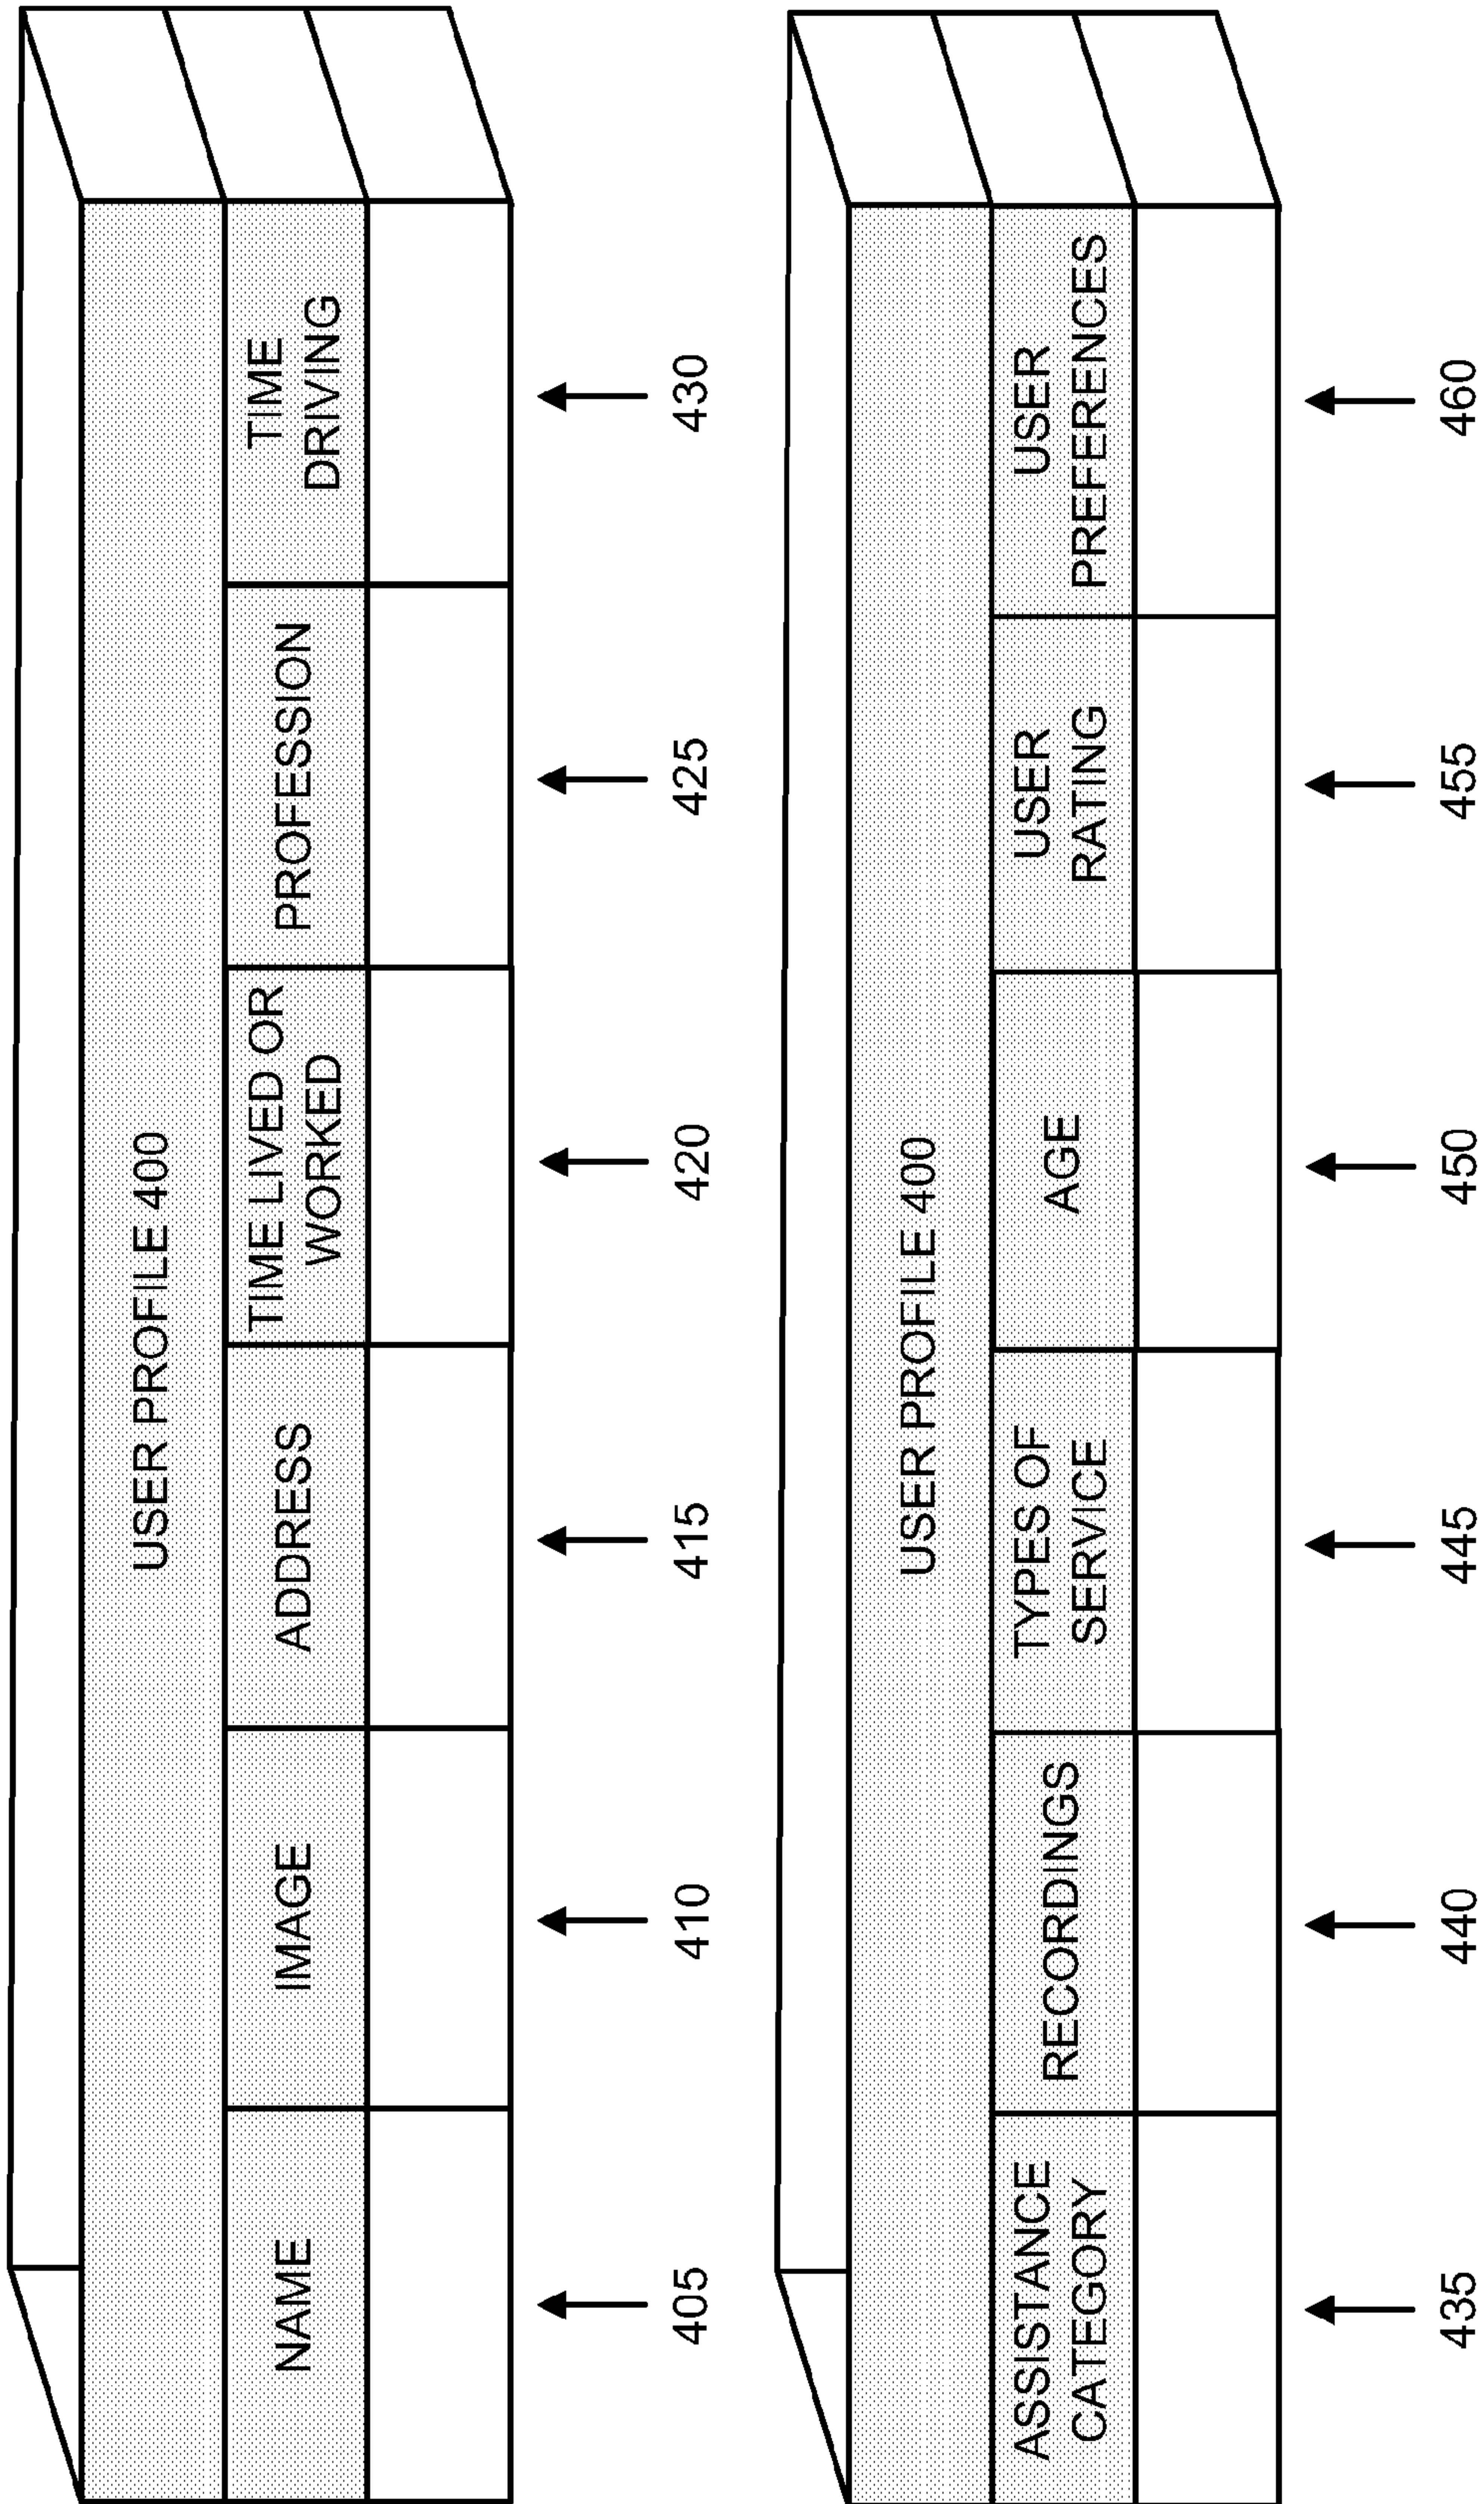 USER PROFILE 400
NAME
IMAGE
ADDRESS
TIME LIVED OR
WORKED
PROFESSION
TIME
DRIVING
405
410
415
420
425
430
USER PROFILE 400
ASSISTANCE
CATEGORY
RECORDINGS
TYPES OF
SERVICE
AGE
USER
RATING
USER
PREFERENCES
435
440
445
450
455
460